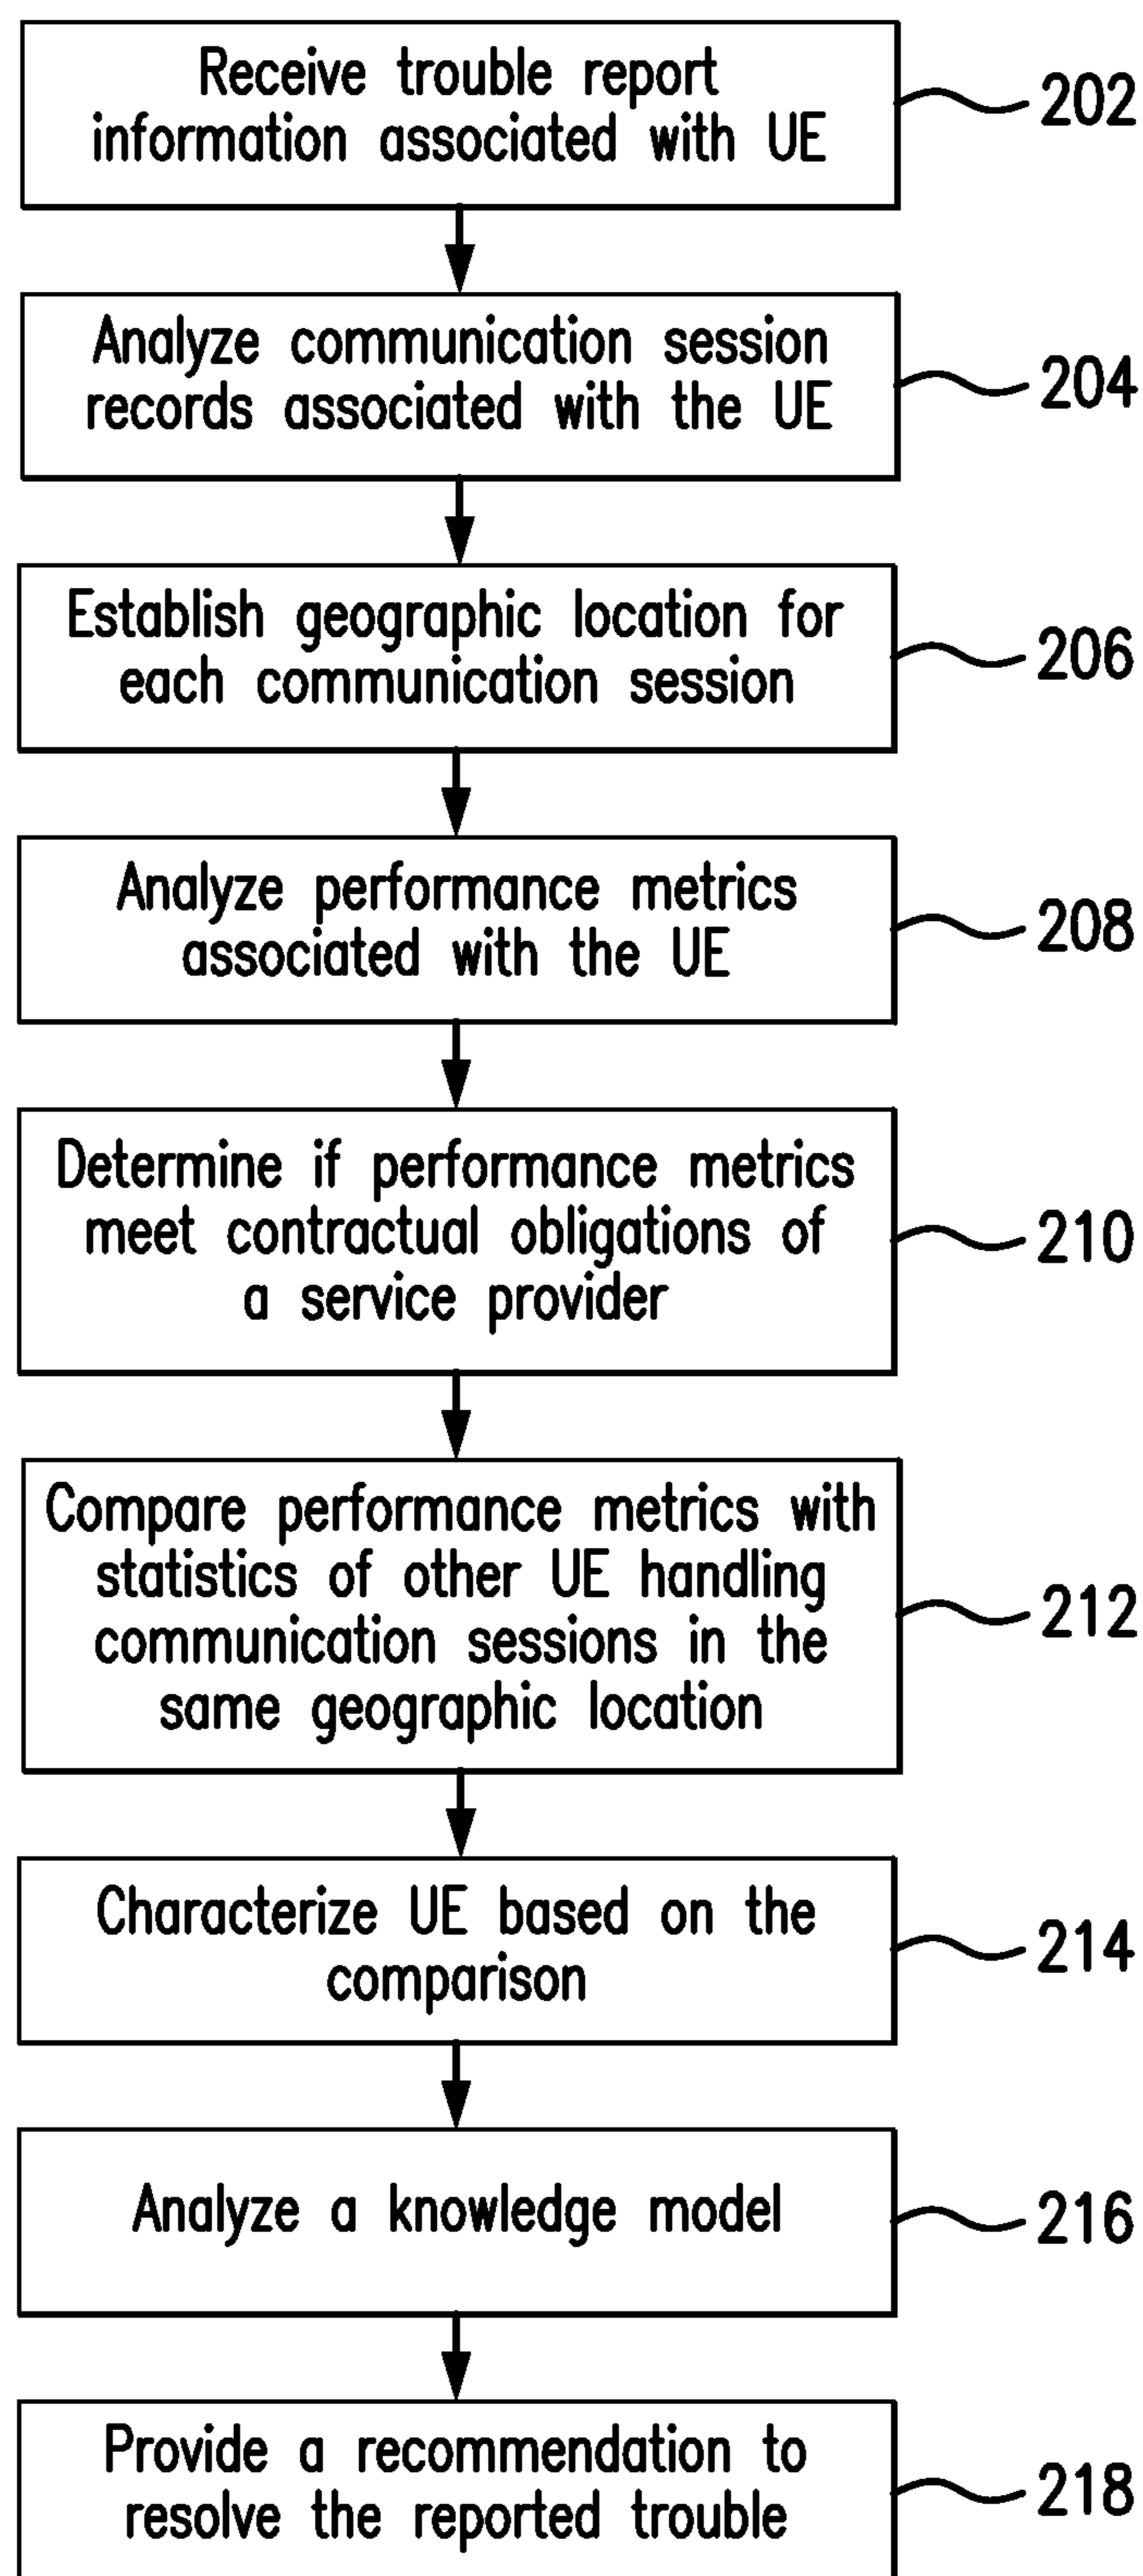 Receive trouble report
information associated with UE
202
Analyze communication session
records associated with the UE
204
Establish geographic location for
each communication session
206
Analyze performance metrics
associated with the UE
208
Determine if performance metrics
meet contractual obligations of
a service provider
210
Compare performance metrics with
statistics of other UE handling
communication sessions in the
same geographic location
212
Characterize UE based on the
comparison
214
Analyze a knowledge model
216
Provide a recommendation to
resolve the reported trouble
218